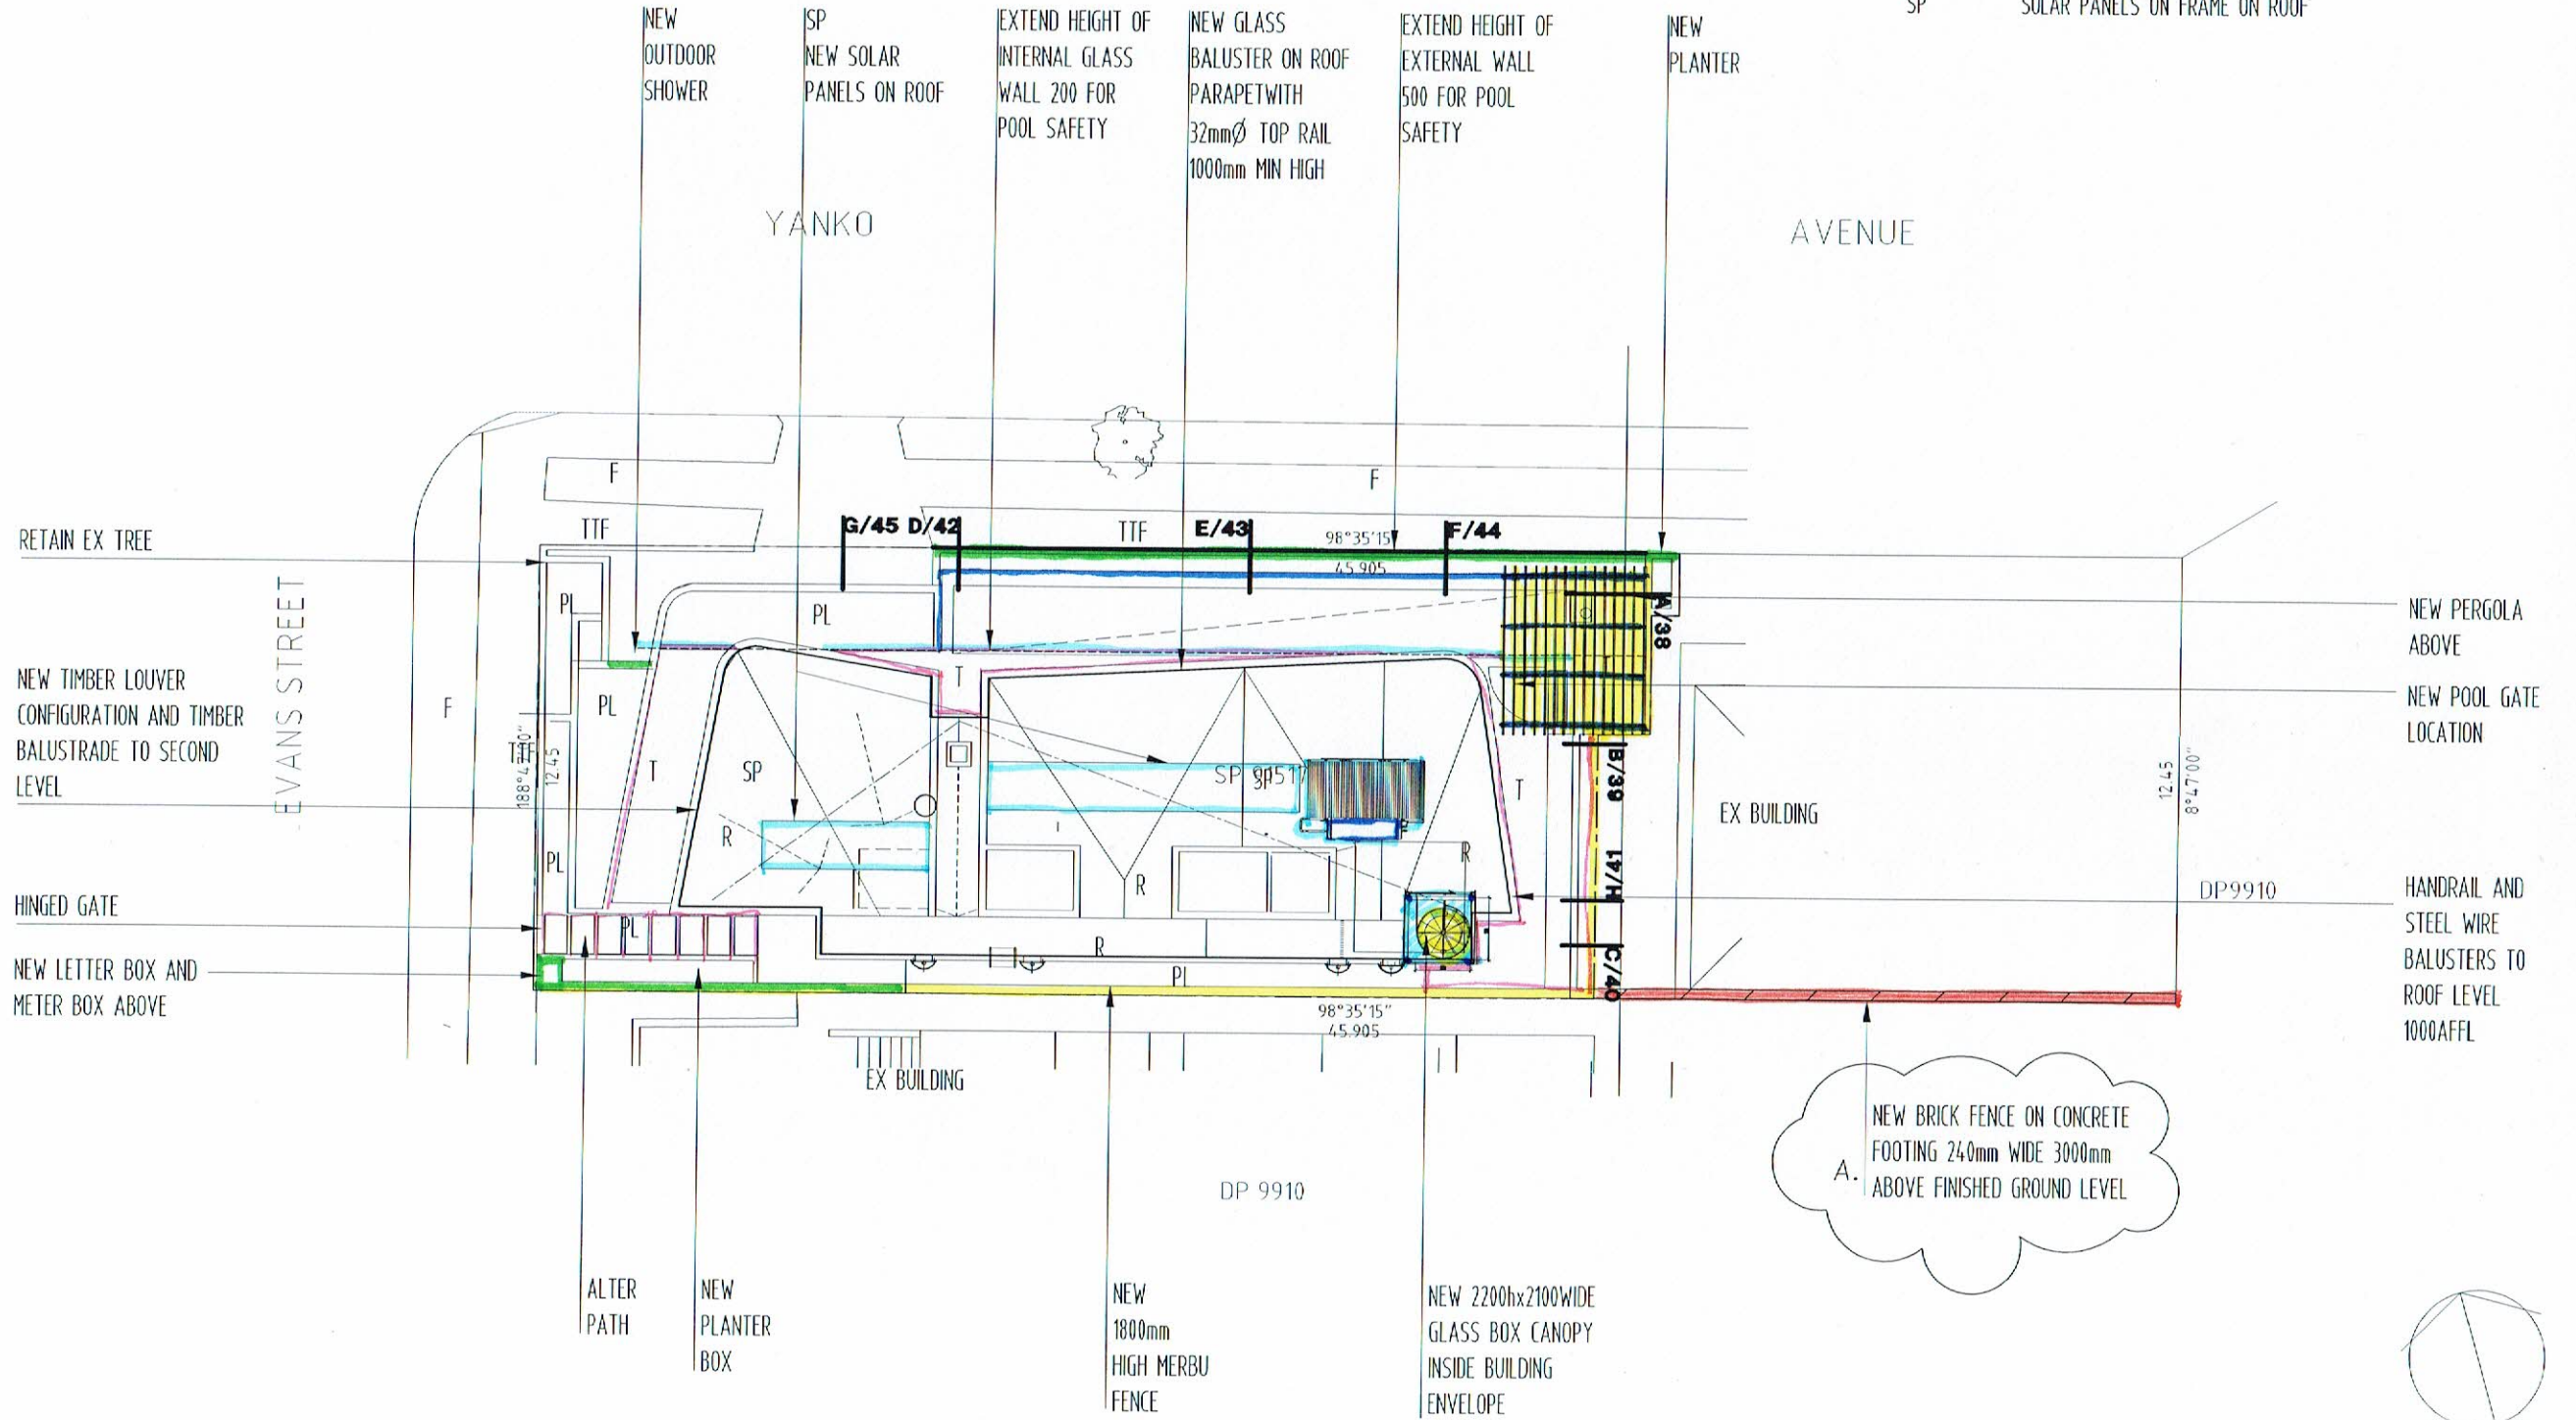 SP SOLAR PANELS ON FRAME ON ROOF
NEW
OUTDOOR
SHOWER
SP
NEW SOLAR
PANELS ON ROOF
EXTEND HEIGHT OF
INTERNAL GLASS
WALL 200 FOR
POOL SAFETY
NEW GLASS
BALUSTER ON ROOF
PARAPETWITH
32mmØ TOP RAIL
1000mm MIN HIGH
EXTEND HEIGHT OF
EXTERNAL WALL
500 FOR POOL
SAFETY
NEW
PLANTER
YANKO
AVENUE
F
F
RETAIN EX TREE
TTF
G/45 D/42
TTF
E/43
98°35'15"
F/44
45.905
EVANS STREET
PL
PL
A/38
NEW PERGOLA
ABOVE
NEW TIMBER LOUVER
CONFIGURATION AND TIMBER
BALUSTRADE TO SECOND
LEVEL
F
PL
T
NEW POOL GATE
LOCATION
T
SP
SP
T
12.45
B/39
EX BUILDING
12.45
8°47'00"
R
R
R
PL
14/H
DP9910
HANDRAIL AND
STEEL WIRE
BALUSTERS TO
ROOF LEVEL
1000AFFL
HINGED GATE
PL
R
NEW LETTER BOX AND
METER BOX ABOVE
PL
C/40
98°35'15"
45.905
EX BUILDING
DP 9910
NEW BRICK FENCE ON CONCRETE
FOOTING 240mm WIDE 3000mm
A. ABOVE FINISHED GROUND LEVEL
ALTER
PATH
NEW
PLANTER
BOX
NEW
1800mm
HIGH MERBU
FENCE
NEW 2200hx2100WIDE
GLASS BOX CANOPY
INSIDE BUILDING
ENVELOPE